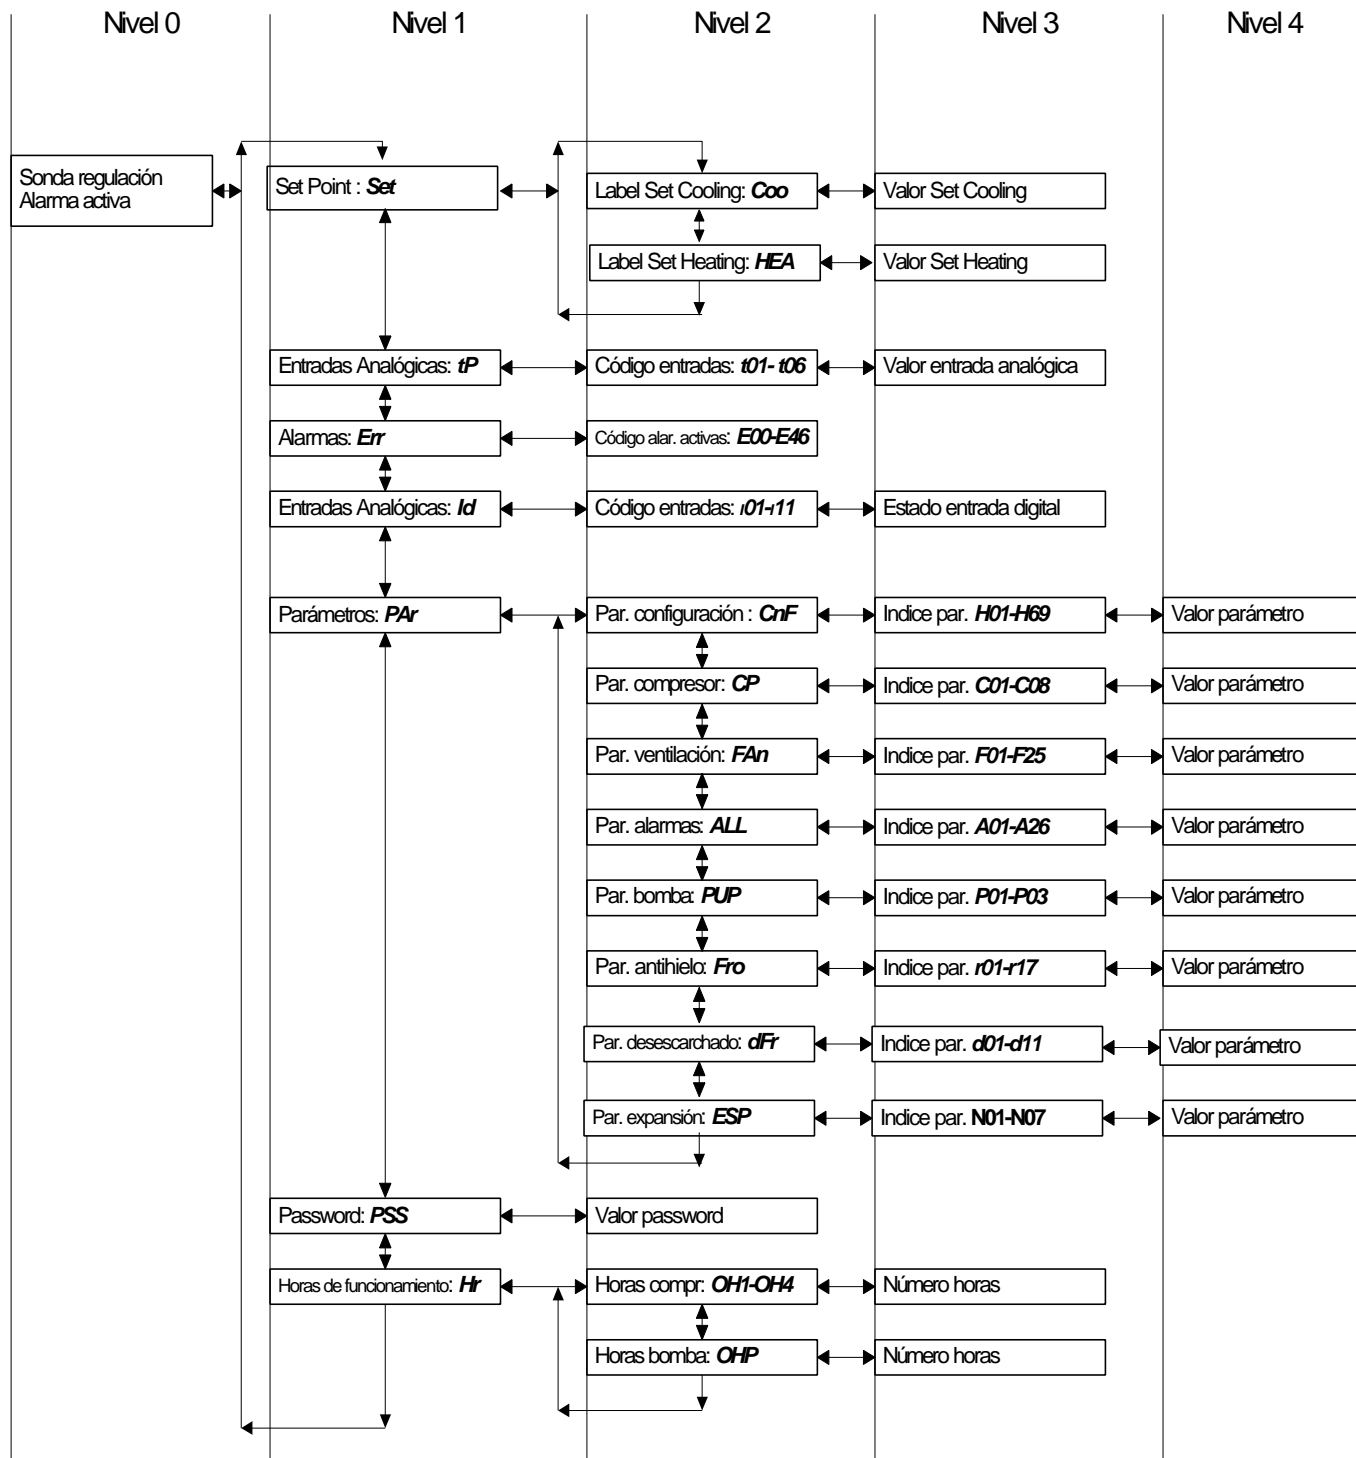 Nivel 0 Nivel 1 Nivel 2 Nivel 3 Nivel 4
Sonda regulación
Alarma activa
Set Point : Set
Label Set Cooling: Coo
Valor Set Cooling
Label Set Heating: HEA
Valor Set Heating
Entradas Analógicas: tP
Código entradas: t01- t06
Valor entrada analógica
Alarmas: Err
Código alar. activas: E00-E46
Entradas Analógicas: Id
Código entradas: ı01-ı11
Estado entrada digital
Parámetros: PAr
Par. configuración : CnF
Indice par. H01-H69
Valor parámetro
Par. compresor: CP
Indice par. C01-C08
Valor parámetro
Par. ventilación: FAn
Indice par. F01-F25
Valor parámetro
Par. alarmas: ALL
Indice par. A01-A26
Valor parámetro
Par. bomba: PUP
Indice par. P01-P03
Valor parámetro
Par. antihielo: Fro
Indice par. r01-r17
Valor parámetro
Par. desescarchado: dFr
Indice par. d01-d11
Valor parámetro
Par. expansión: ESP
Indice par. N01-N07
Valor parámetro
Password: PSS
Valor password
Horas de funcionamiento: Hr
Horas compr: OH1-OH4
Número horas
Horas bomba: OHP
Número horas